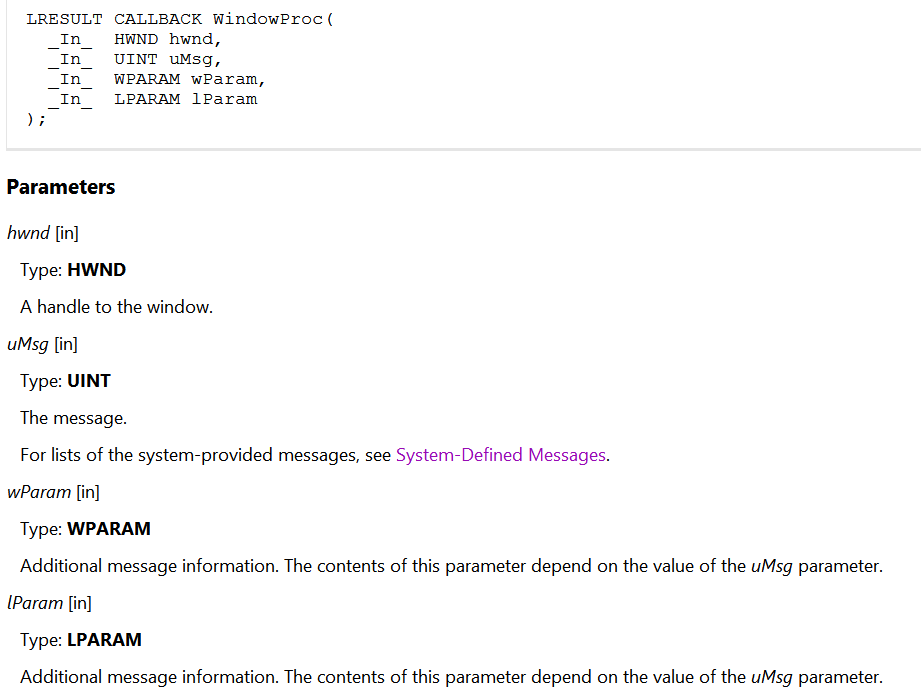 LRESULT CALLBACK WindowProc(
_In_ HWND hwnd,
_In_ UINT uMsg,
_In_ WPARAM wParam,
_In_ LPARAM lParam
);
Parameters
hwnd [in]
Type: HWND
A handle to the window.
uMsg [in]
Type: UINT
The message.
For lists of the system-provided messages, see System-Defined Messages.
wParam [in]
Type: WPARAM
Additional message information. The contents of this parameter depend on the value of the uMsg parameter.
lParam [in]
Type: LPARAM
Additional message information. The contents of this parameter depend on the value of the uMsg parameter.